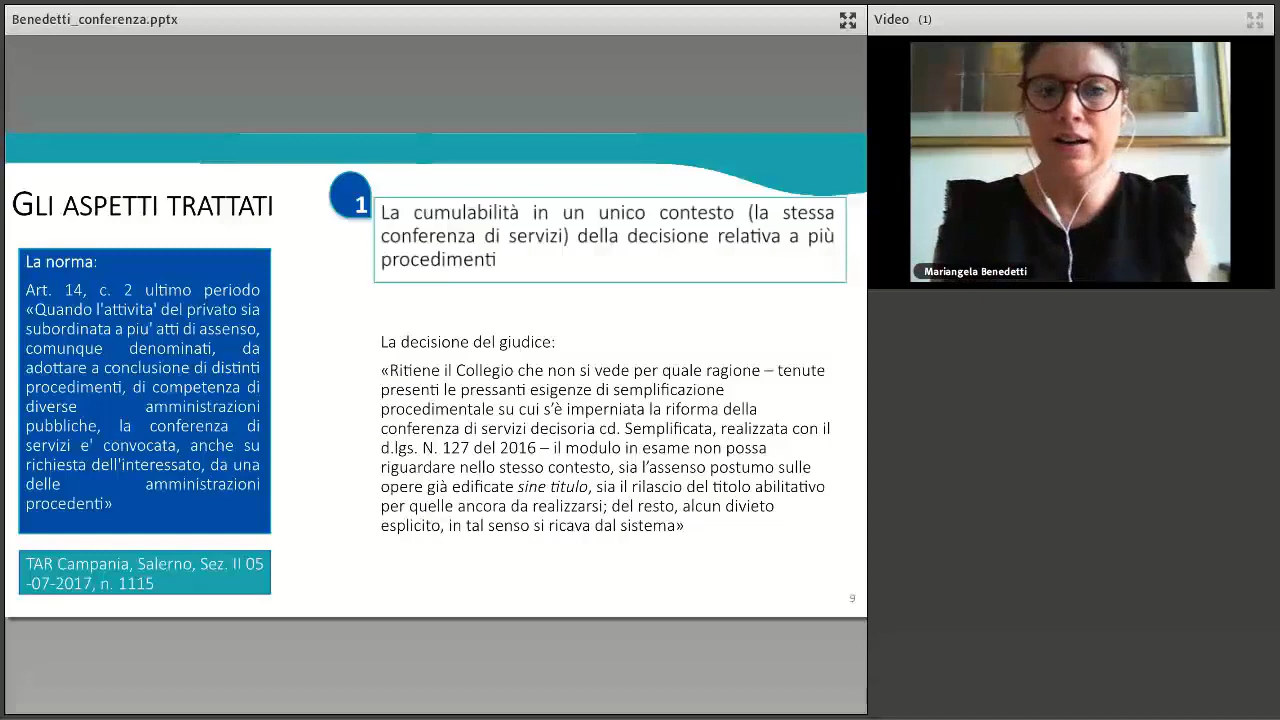 Benedetti_conferenza.pptx
Video (1)
GLI ASPETTI TRATTATI
1
La cumulabilità in un unico contesto (la stessa
conferenza di servizi) della decisione relativa a più
procedimenti
La norma:
Art. 14, c. 2 ultimo periodo
«Quando l'attivita' del privato sia
subordinata a piu' atti di assenso,
comunque denominati, da
adottare a conclusione di distinti
procedimenti, di competenza di
diverse amministrazioni
pubbliche, la conferenza di
servizi e' convocata, anche su
richiesta dell'interessato, da una
delle amministrazioni
procedenti»
TAR Campania, Salerno, Sez. II 05
-07-2017, n. 1115
La decisione del giudice:
«Ritiene il Collegio che non si vede per quale ragione – tenute
presenti le pressanti esigenze di semplificazione
procedimentale su cui s’è imperniata la riforma della
conferenza di servizi decisoria cd. Semplificata, realizzata con il
d.lgs. N. 127 del 2016 – il modulo in esame non possa
riguardare nello stesso contesto, sia l’assenso postumo sulle
opere già edificate sine titulo, sia il rilascio del titolo abilitativo
per quelle ancora da realizzarsi; del resto, alcun divieto
esplicito, in tal senso si ricava dal sistema»
9
Mariangela Benedetti